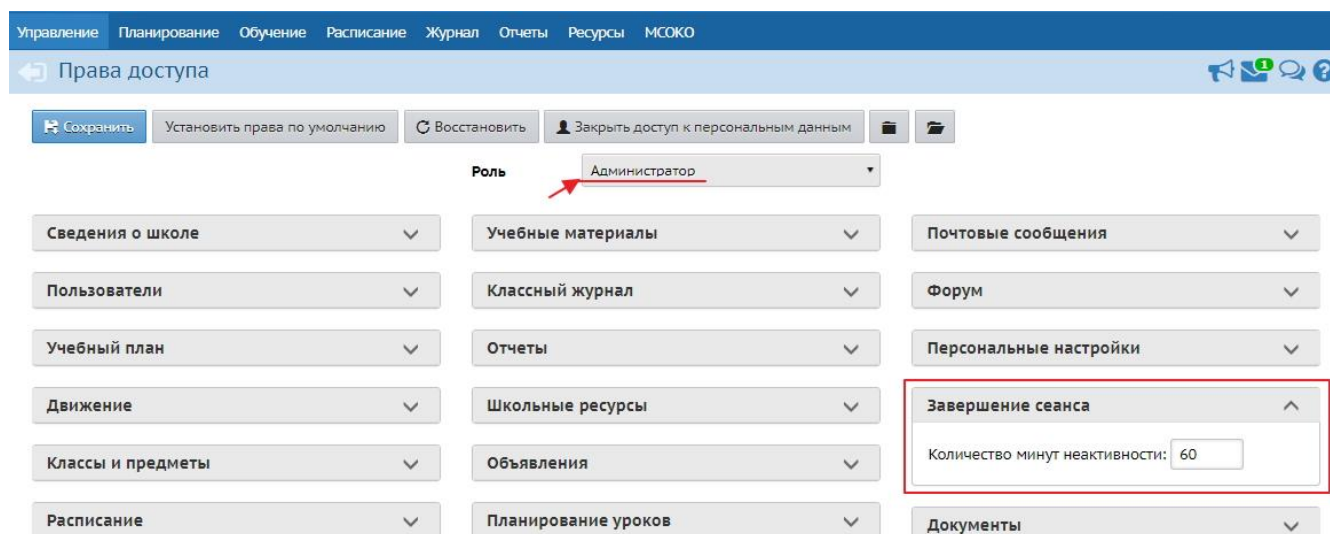 Управление Планирование Обучение Расписание Журнал Отчеты Ресурсы МСОКО
Права доступа 1 ?
Сохранить Установить права по умолчанию Восстановить Закрыть доступ к персональным данным
Роль Администратор
Сведения о школе Учебные материалы Почтовые сообщения
Пользователи Классный журнал Форум
Учебный план Отчеты Персональные настройки
Движение Школьные ресурсы Завершение сеанса
Классы и предметы Объявления Количество минут неактивности: 60
Расписание Планирование уроков Документы